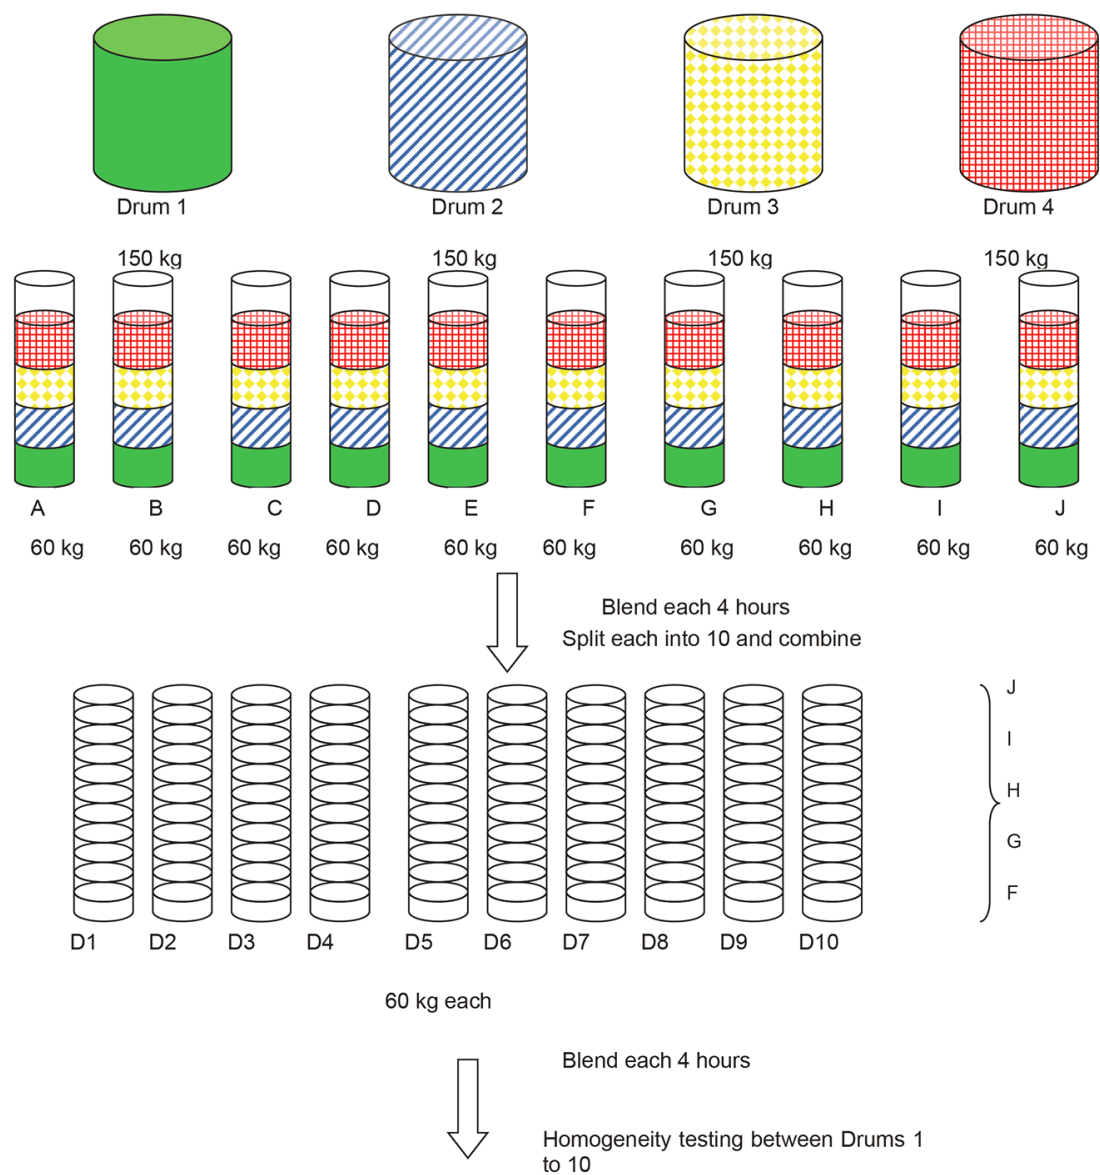 Drum 1 Drum 2 Drum 3 Drum 4
150 kg 150 kg 150 kg 150 kg
A B C D E F G H I J
60 kg 60 kg 60 kg 60 kg 60 kg 60 kg 60 kg 60 kg 60 kg 60 kg
Blend each 4 hours
Split each into 10 and combine
J
I
H
G
F
D1 D2 D3 D4 D5 D6 D7 D8 D9 D10
60 kg each
Blend each 4 hours
Homogeneity testing between Drums 1
to 10